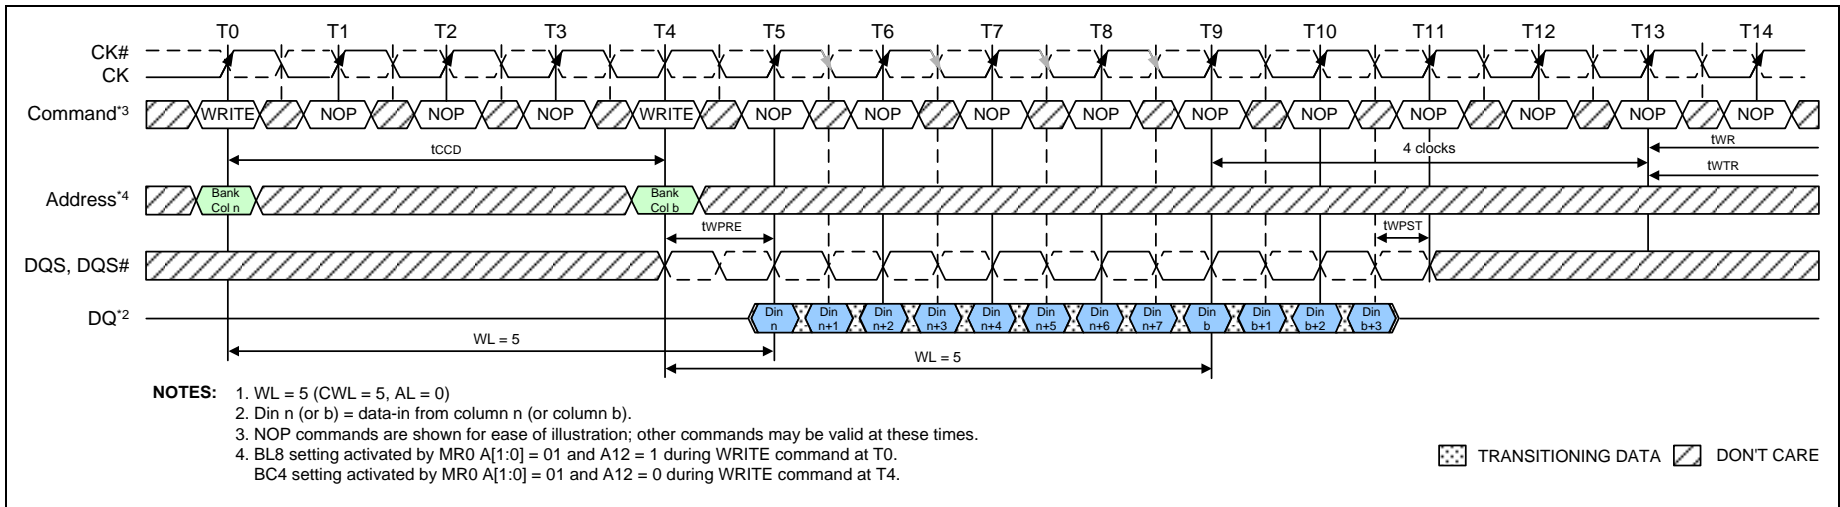 T0 T1 T2 T3 T4 T5 T6 T7 T8 T9 T10 T11 T12 T13 T14
CK#
CK
Command*3 WRITE NOP NOP NOP WRITE NOP NOP NOP NOP NOP NOP NOP NOP NOP NOP
tCCD 4 clocks tWR
tWTR
Address*4 Bank Col n Bank Col b
tWPRE tWPST
DQS, DQS#
DQ*2 Din n Din n+1 Din n+2 Din n+3 Din n+4 Din n+5 Din n+6 Din n+7 Din b Din b+1 Din b+2 Din b+3
WL = 5
WL = 5
NOTES: 1. WL = 5 (CWL = 5, AL = 0)
2. Din n (or b) = data-in from column n (or column b).
3. NOP commands are shown for ease of illustration; other commands may be valid at these times.
4. BL8 setting activated by MR0 A[1:0] = 01 and A12 = 1 during WRITE command at T0.
BC4 setting activated by MR0 A[1:0] = 01 and A12 = 0 during WRITE command at T4.
TRANSITIONING DATA DON'T CARE